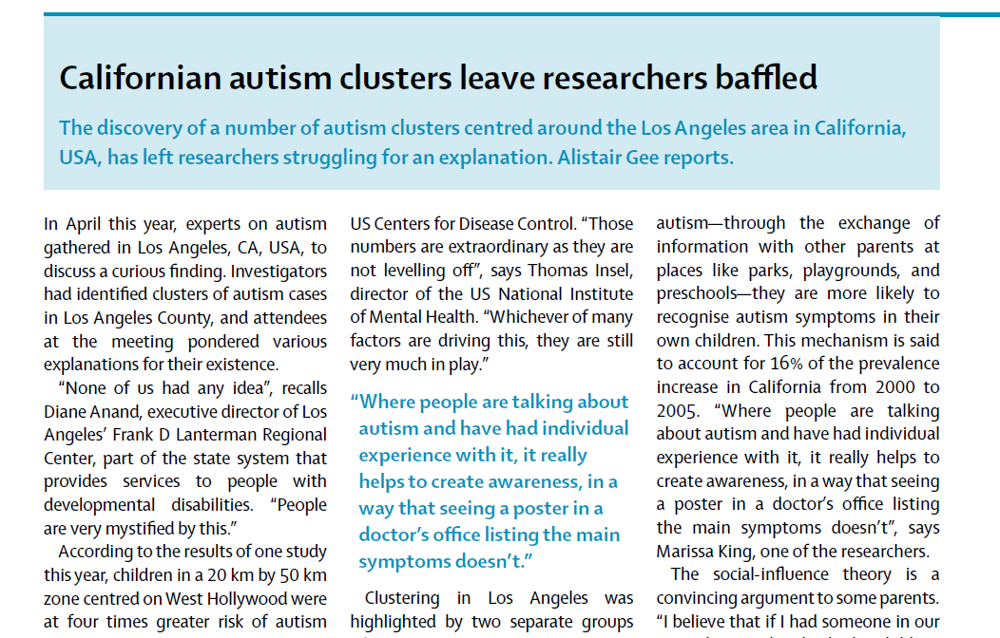 Californian autism clusters leave researchers baffled
The discovery of a number of autism clusters centred around the Los Angeles area in California,
USA, has left researchers struggling for an explanation. Alistair Gee reports.
In April this year, experts on autism
gathered in Los Angeles, CA, USA, to
discuss a curious finding. Investigators
had identified clusters of autism cases
in Los Angeles County, and attendees
at the meeting pondered various
explanations for their existence.
“None of us had any idea”, recalls
Diane Anand, executive director of Los
Angeles’ Frank D Lanterman Regional
Center, part of the state system that
provides services to people with
developmental disabilities. “People
are very mystified by this.”
According to the results of one study
this year, children in a 20 km by 50 km
zone centred on West Hollywood were
at four times greater risk of autism
US Centers for Disease Control. “Those
numbers are extraordinary as they are
not levelling off”, says Thomas Insel,
director of the US National Institute
of Mental Health. “Whichever of many
factors are driving this, they are still
very much in play.”
“Where people are talking about
autism and have had individual
experience with it, it really
helps to create awareness, in a
way that seeing a poster in a
doctor’s office listing the main
symptoms doesn’t.”
Clustering in Los Angeles was
highlighted by two separate groups
autism—through the exchange of
information with other parents at
places like parks, playgrounds, and
preschools—they are more likely to
recognise autism symptoms in their
own children. This mechanism is said
to account for 16% of the prevalence
increase in California from 2000 to
2005. “Where people are talking
about autism and have had individual
experience with it, it really helps to
create awareness, in a way that seeing
a poster in a doctor’s office listing
the main symptoms doesn’t”, says
Marissa King, one of the researchers.
The social-influence theory is a
convincing argument to some parents.
“I believe that if I had someone in our